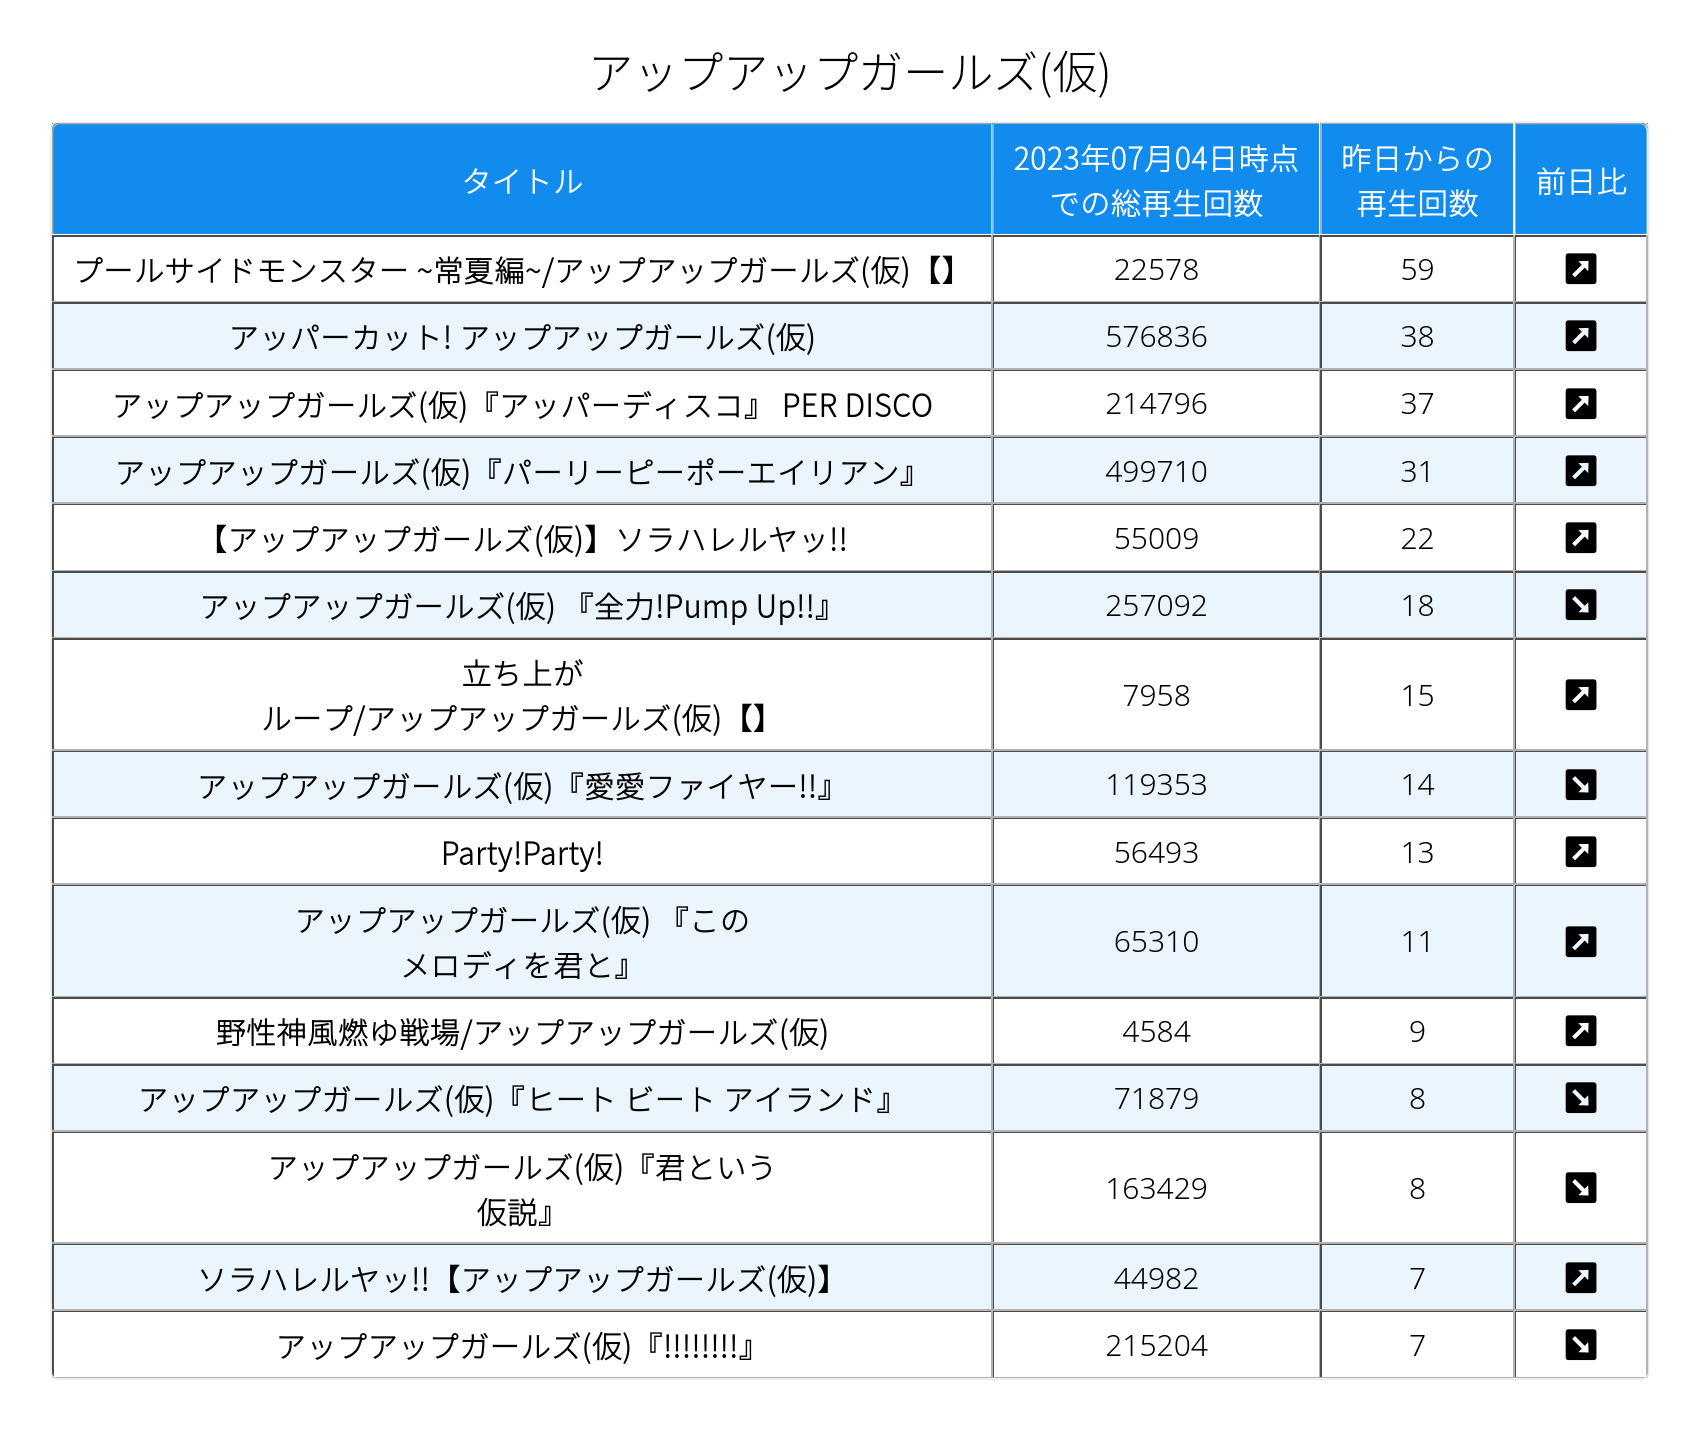 アップアップガールズ(仮)
タイトル
2023年07月04日時点
での総再生回数
昨日からの
再生回数
前日比
プールサイドモンスター ~常夏編~/アップアップガールズ(仮)【】 22578 59
アッパーカット! アップアップガールズ(仮) 576836 38
アップアップガールズ(仮)『アッパーディスコ』 PER DISCO 214796 37
アップアップガールズ(仮)『パーリーピーポーエイリアン』 499710 31
【アップアップガールズ(仮)】ソラハレルヤッ!! 55009 22
アップアップガールズ(仮) 『全力!Pump Up!!』 257092 18
立ち上が
ループ/アップアップガールズ(仮)【】 7958 15
アップアップガールズ(仮)『愛愛ファイヤー!!』 119353 14
Party!Party! 56493 13
アップアップガールズ(仮) 『この
メロディを君と』 65310 11
野性神風燃ゆ戦場/アップアップガールズ(仮) 4584 9
アップアップガールズ(仮)『ヒート ビート アイランド』 71879 8
アップアップガールズ(仮)『君という
仮説』 163429 8
ソラハレルヤッ!!【アップアップガールズ(仮)】 44982 7
アップアップガールズ(仮)『!!!!!!!!』 215204 7